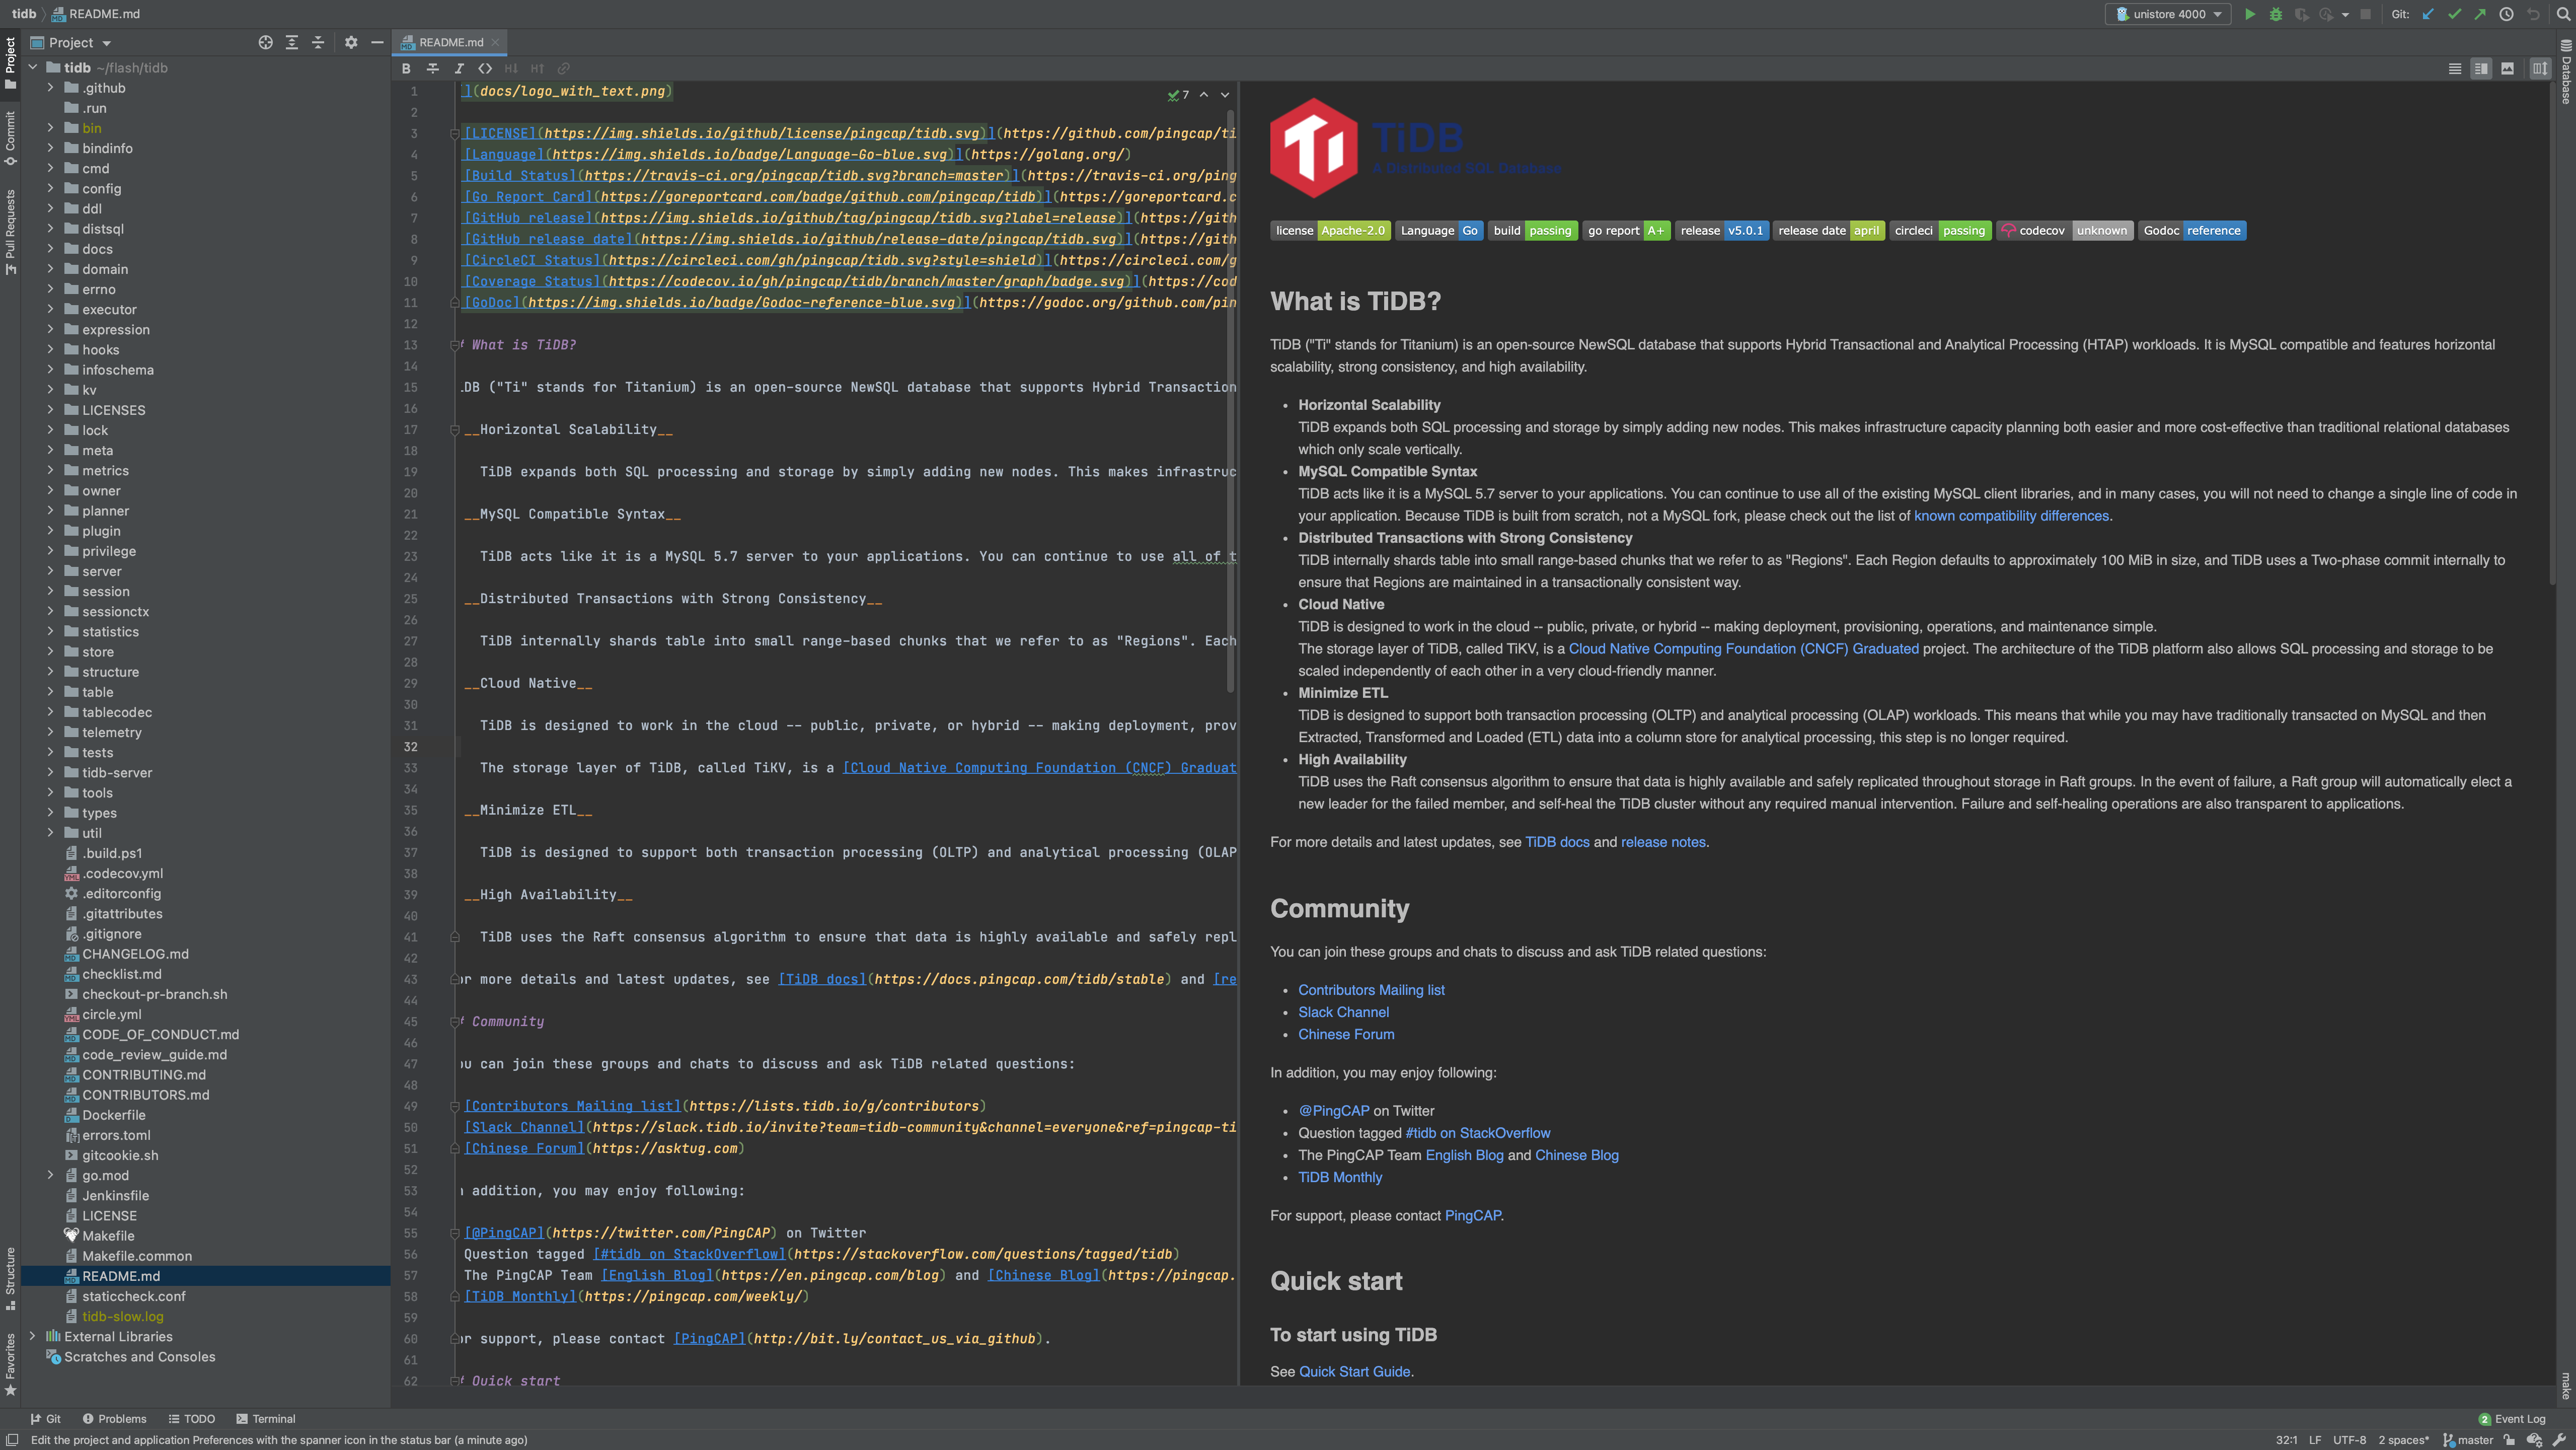 tidb README.md
unistore 4000
Git:
Project
README.md
tidb ~/flash/tidb
.github
.run
bin
bindinfo
cmd
config
ddl
distsql
docs
domain
errno
executor
expression
hooks
infoschema
kv
LICENSES
lock
meta
metrics
owner
planner
plugin
privilege
server
session
sessionctx
statistics
store
structure
table
tablecodec
telemetry
tests
tidb-server
tools
types
util
.build.ps1
.codecov.yml
.editorconfig
.gitattributes
.gitignore
CHANGELOG.md
checklist.md
checkout-pr-branch.sh
circle.yml
CODE_OF_CONDUCT.md
code_review_guide.md
CONTRIBUTING.md
CONTRIBUTORS.md
Dockerfile
errors.toml
gitcookie.sh
go.mod
Jenkinsfile
LICENSE
Makefile
Makefile.common
README.md
staticcheck.conf
tidb-slow.log
External Libraries
Scratches and Consoles
Project
Commit
Pull Requests
Structure
Favorites
B I <> H↓ H↑
7
1 ](docs/logo_with_text.png)
2
3 [LICENSE](https://img.shields.io/github/license/pingcap/tidb.svg)](https://github.com/pingcap/ti
4 [Language](https://img.shields.io/badge/Language-Go-blue.svg)](https://golang.org/)
5 [Build Status](https://travis-ci.org/pingcap/tidb.svg?branch=master)](https://travis-ci.org/ping
6 [Go Report Card](https://goreportcard.com/badge/github.com/pingcap/tidb)](https://goreportcard.c
7 [GitHub release](https://img.shields.io/github/tag/pingcap/tidb.svg?label=release)](https://gith
8 [GitHub release date](https://img.shields.io/github/release-date/pingcap/tidb.svg)](https://gith
9 [CircleCI Status](https://circleci.com/gh/pingcap/tidb.svg?style=shield)](https://circleci.com/g
10 [Coverage Status](https://codecov.io/gh/pingcap/tidb/branch/master/graph/badge.svg)](https://cod
11 [GoDoc](https://img.shields.io/badge/Godoc-reference-blue.svg)](https://godoc.org/github.com/pin
12
13 # What is TiDB?
14
15 .DB ("Ti" stands for Titanium) is an open-source NewSQL database that supports Hybrid Transaction
16
17 __Horizontal Scalability__
18
19 TiDB expands both SQL processing and storage by simply adding new nodes. This makes infrastruc
20
21 __MySQL Compatible Syntax__
22
23 TiDB acts like it is a MySQL 5.7 server to your applications. You can continue to use all of t
24
25 __Distributed Transactions with Strong Consistency__
26
27 TiDB internally shards table into small range-based chunks that we refer to as "Regions". Each
28
29 __Cloud Native__
30
31 TiDB is designed to work in the cloud -- public, private, or hybrid -- making deployment, prov
32
33 The storage layer of TiDB, called TiKV, is a [Cloud Native Computing Foundation (CNCF) Graduat
34
35 __Minimize ETL__
36
37 TiDB is designed to support both transaction processing (OLTP) and analytical processing (OLAP
38
39 __High Availability__
40
41 TiDB uses the Raft consensus algorithm to ensure that data is highly available and safely repl
42
43 or more details and latest updates, see [TiDB docs](https://docs.pingcap.com/tidb/stable) and [re
44
45 # Community
46
47 ou can join these groups and chats to discuss and ask TiDB related questions:
48
49 [Contributors Mailing list](https://lists.tidb.io/g/contributors)
50 [Slack Channel](https://slack.tidb.io/invite?team=tidb-community&channel=everyone&ref=pingcap-ti
51 [Chinese Forum](https://asktug.com)
52
53 n addition, you may enjoy following:
54
55 [@PingCAP](https://twitter.com/PingCAP) on Twitter
56 Question tagged [#tidb on StackOverflow](https://stackoverflow.com/questions/tagged/tidb)
57 The PingCAP Team [English Blog](https://en.pingcap.com/blog) and [Chinese Blog](https://pingcap.
58 [TiDB Monthly](https://pingcap.com/weekly/)
59
60 or support, please contact [PingCAP](http://bit.ly/contact_us_via_github).
61
62 # Quick start
Ti TiDB
A Distributed SQL Database
license Apache-2.0 Language Go build passing go report A+ release v5.0.1 release date april circleci passing codecov unknown Godoc reference
What is TiDB?
TiDB ("Ti" stands for Titanium) is an open-source NewSQL database that supports Hybrid Transactional and Analytical Processing (HTAP) workloads. It is MySQL compatible and features horizontal
scalability, strong consistency, and high availability.
• Horizontal Scalability
TiDB expands both SQL processing and storage by simply adding new nodes. This makes infrastructure capacity planning both easier and more cost-effective than traditional relational databases
which only scale vertically.
• MySQL Compatible Syntax
TiDB acts like it is a MySQL 5.7 server to your applications. You can continue to use all of the existing MySQL client libraries, and in many cases, you will not need to change a single line of code in
your application. Because TiDB is built from scratch, not a MySQL fork, please check out the list of known compatibility differences.
• Distributed Transactions with Strong Consistency
TiDB internally shards table into small range-based chunks that we refer to as "Regions". Each Region defaults to approximately 100 MiB in size, and TiDB uses a Two-phase commit internally to
ensure that Regions are maintained in a transactionally consistent way.
• Cloud Native
TiDB is designed to work in the cloud -- public, private, or hybrid -- making deployment, provisioning, operations, and maintenance simple.
The storage layer of TiDB, called TiKV, is a Cloud Native Computing Foundation (CNCF) Graduated project. The architecture of the TiDB platform also allows SQL processing and storage to be
scaled independently of each other in a very cloud-friendly manner.
• Minimize ETL
TiDB is designed to support both transaction processing (OLTP) and analytical processing (OLAP) workloads. This means that while you may have traditionally transacted on MySQL and then
Extracted, Transformed and Loaded (ETL) data into a column store for analytical processing, this step is no longer required.
• High Availability
TiDB uses the Raft consensus algorithm to ensure that data is highly available and safely replicated throughout storage in Raft groups. In the event of failure, a Raft group will automatically elect a
new leader for the failed member, and self-heal the TiDB cluster without any required manual intervention. Failure and self-healing operations are also transparent to applications.
For more details and latest updates, see TiDB docs and release notes.
Community
You can join these groups and chats to discuss and ask TiDB related questions:
• Contributors Mailing list
• Slack Channel
• Chinese Forum
In addition, you may enjoy following:
• @PingCAP on Twitter
• Question tagged #tidb on StackOverflow
• The PingCAP Team English Blog and Chinese Blog
• TiDB Monthly
For support, please contact PingCAP.
Quick start
To start using TiDB
See Quick Start Guide.
Database
make
Git Problems TODO Terminal
2 Event Log
Edit the project and application Preferences with the spanner icon in the status bar (a minute ago)
32:1 LF UTF-8 2 spaces* master